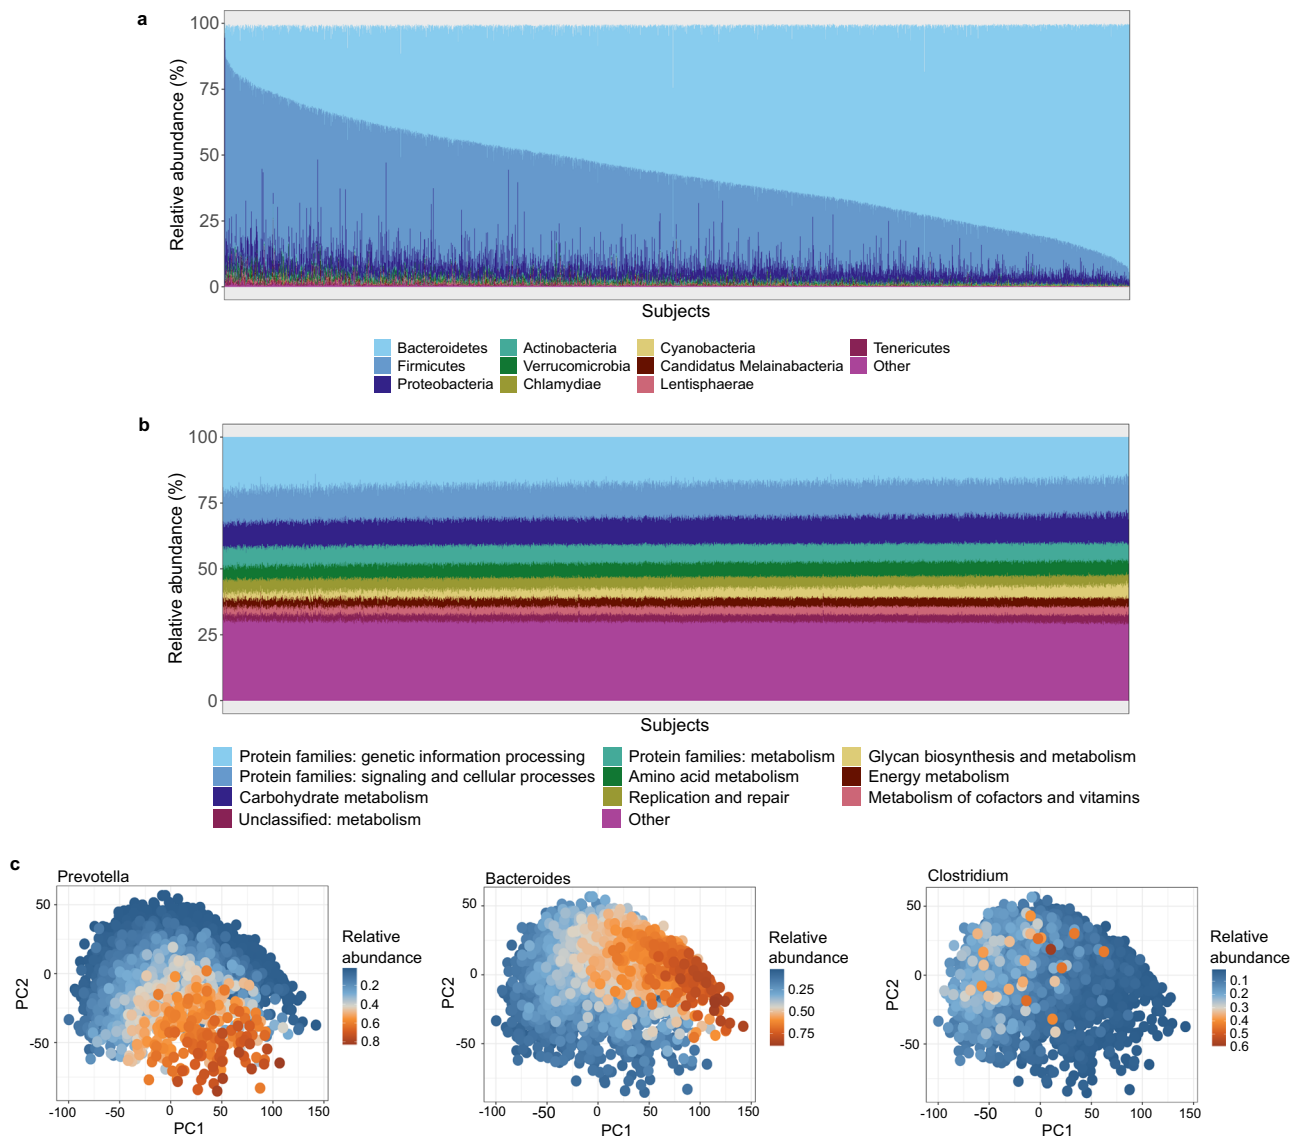 a
Relative abundance (%)
100
75
50
25
0
Subjects
Bacteroidetes Actinobacteria Cyanobacteria Tenericutes
Firmicutes Verrucomicrobia Candidatus Melainabacteria Other
Proteobacteria Chlamydiae Lentisphaerae
b
Relative abundance (%)
100
75
50
25
0
Subjects
Protein families: genetic information processing Protein families: metabolism Glycan biosynthesis and metabolism
Protein families: signaling and cellular processes Amino acid metabolism Energy metabolism
Carbohydrate metabolism Replication and repair Metabolism of cofactors and vitamins
Unclassified: metabolism Other
c
Prevotella
PC2
50
0
-50
-100 -50 0 50 100 150
PC1
Relative
abundance
0.2
0.4
0.6
0.8
Bacteroides
PC2
50
0
-50
-100 -50 0 50 100 150
PC1
Relative
abundance
0.25
0.50
0.75
Clostridium
PC2
50
0
-50
-100 -50 0 50 100 150
PC1
Relative
abundance
0.1
0.2
0.3
0.4
0.5
0.6